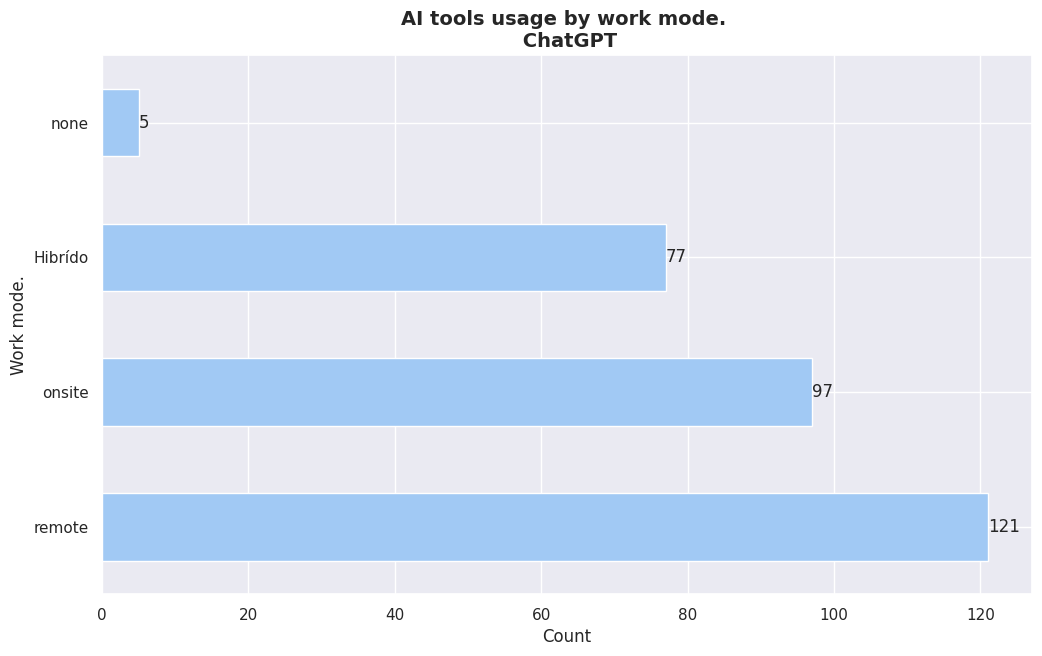 AI tools usage by work mode.
ChatGPT
none
5
Hibrído
77
Work mode.
onsite
97
remote
121
0 20 40 60 80 100 120
Count